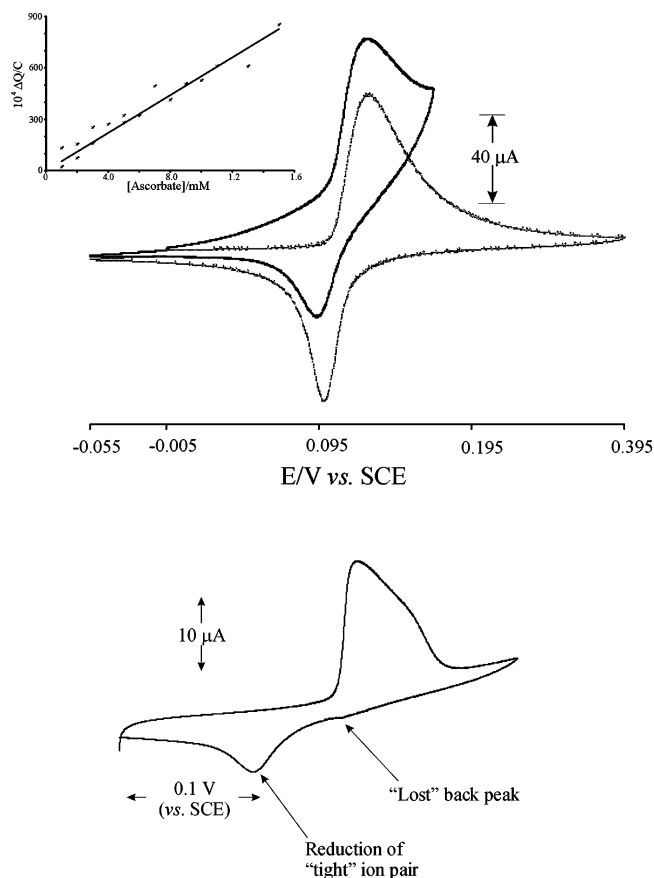 900
600
300
0
10⁴ ΔQ/C
0 .4 .8 1.2 1.6
[Ascorbate]/mM
40 μA
-0.055 -0.005 0.095 0.195 0.395
E/V vs. SCE
10 μA
0.1 V
(vs. SCE)
"Lost" back peak
Reduction of
"tight" ion pair